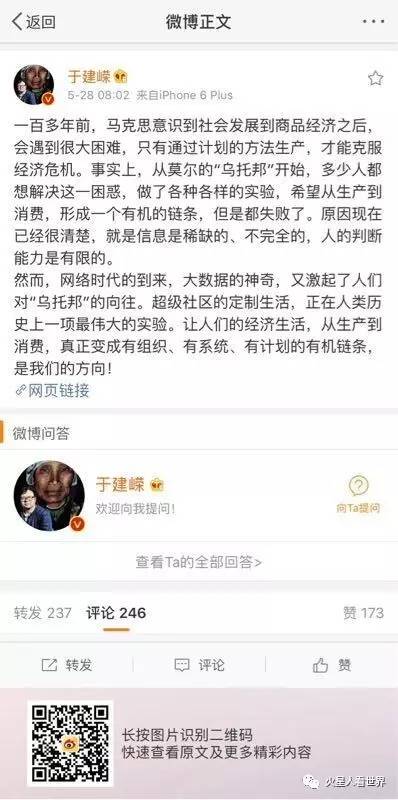 返回
微博正文
于建嵘
5-28 08:02 来自iPhone 6 Plus
一百多年前，马克思意识到社会发展到商品经济之后，
会遇到很大困难，只有通过计划的方法生产，才能克服
经济危机。事实上，从莫尔的“乌托邦”开始，多少人都
想解决这一困惑，做了各种各样的实验，希望从生产到
消费，形成一个有机的链条，但是都失败了。原因现在
已经很清楚，就是信息是稀缺的、不完全的，人的判断
能力是有限的。
然而，网络时代的到来，大数据的神奇，又激起了人们
对“乌托邦”的向往。超级社区的定制生活，正在人类历
史上一项最伟大的实验。让人们的经济生活，从生产到
消费，真正变成有组织、有系统、有计划的有机链条，
是我们的方向！
网页链接
微博问答
于建嵘
欢迎向我提问！
向Ta提问
查看Ta的全部回答>
转发 237 评论 246 赞 173
转发 评论 赞
长按图片识别二维码
快速查看原文及更多精彩内容
火星人看世界